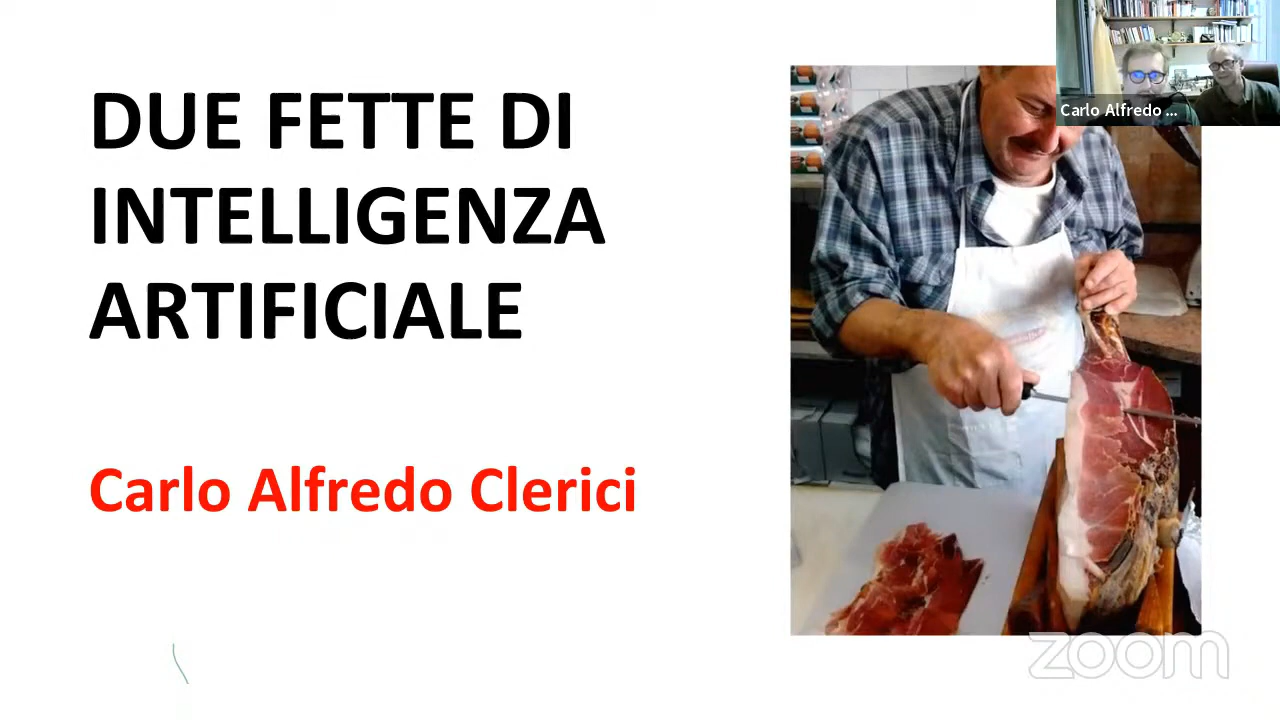 DUE FETTE DI
INTELLIGENZA
ARTIFICIALE
Carlo Alfredo Clerici
Carlo Alfredo ...
zoom